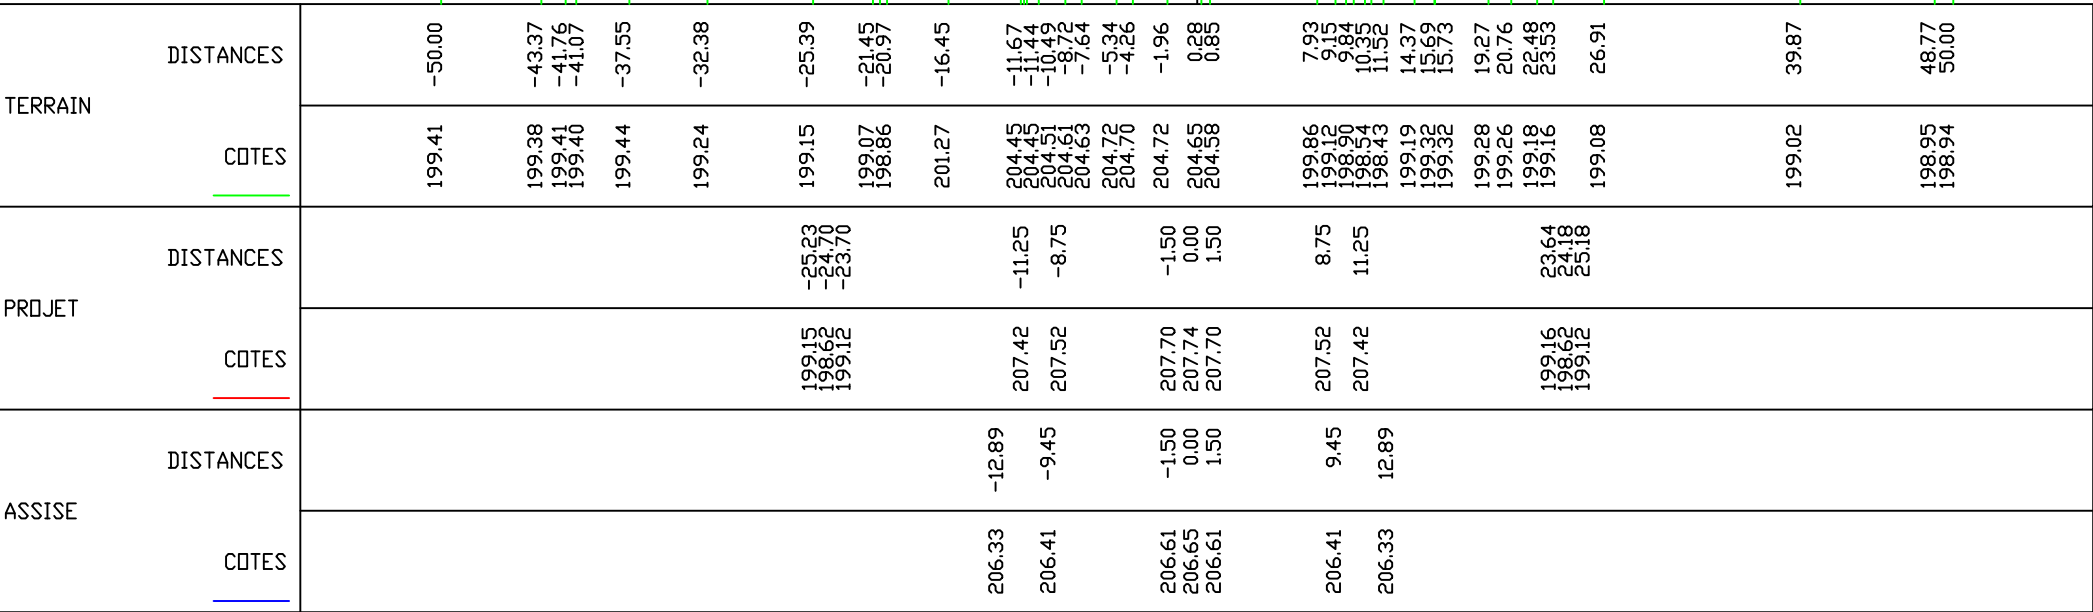 TERRAIN
DISTANCES
-50.00 -43.37 -41.76 -41.07 -37.55 -32.38 -25.39 -21.45 -20.97 -16.45 -11.67 -11.44 -10.49 -8.72 -7.64 -5.34 -4.26 -1.96 0.28 0.85 7.93 9.15 9.84 10.35 11.52 14.37 15.69 15.73 19.27 20.76 22.48 23.53 26.91 39.87 48.77 50.00
COTES
199.41 199.38 199.41 199.40 199.44 199.24 199.15 199.07 198.86 201.27 204.45 204.45 204.51 204.61 204.63 204.72 204.70 204.72 204.65 204.58 199.86 199.12 198.90 198.54 198.43 199.19 199.32 199.32 199.28 199.26 199.18 199.16 199.08 199.02 198.95 198.94
PROJET
DISTANCES
-25.23 -24.70 -23.70 -11.25 -8.75 -1.50 0.00 1.50 8.75 11.25 23.64 24.18 25.18
COTES
199.15 198.62 199.12 207.42 207.52 207.70 207.74 207.70 207.52 207.42 199.16 198.62 199.12
ASSISE
DISTANCES
-12.89 -9.45 -1.50 0.00 1.50 9.45 12.89
COTES
206.33 206.41 206.61 206.65 206.61 206.41 206.33